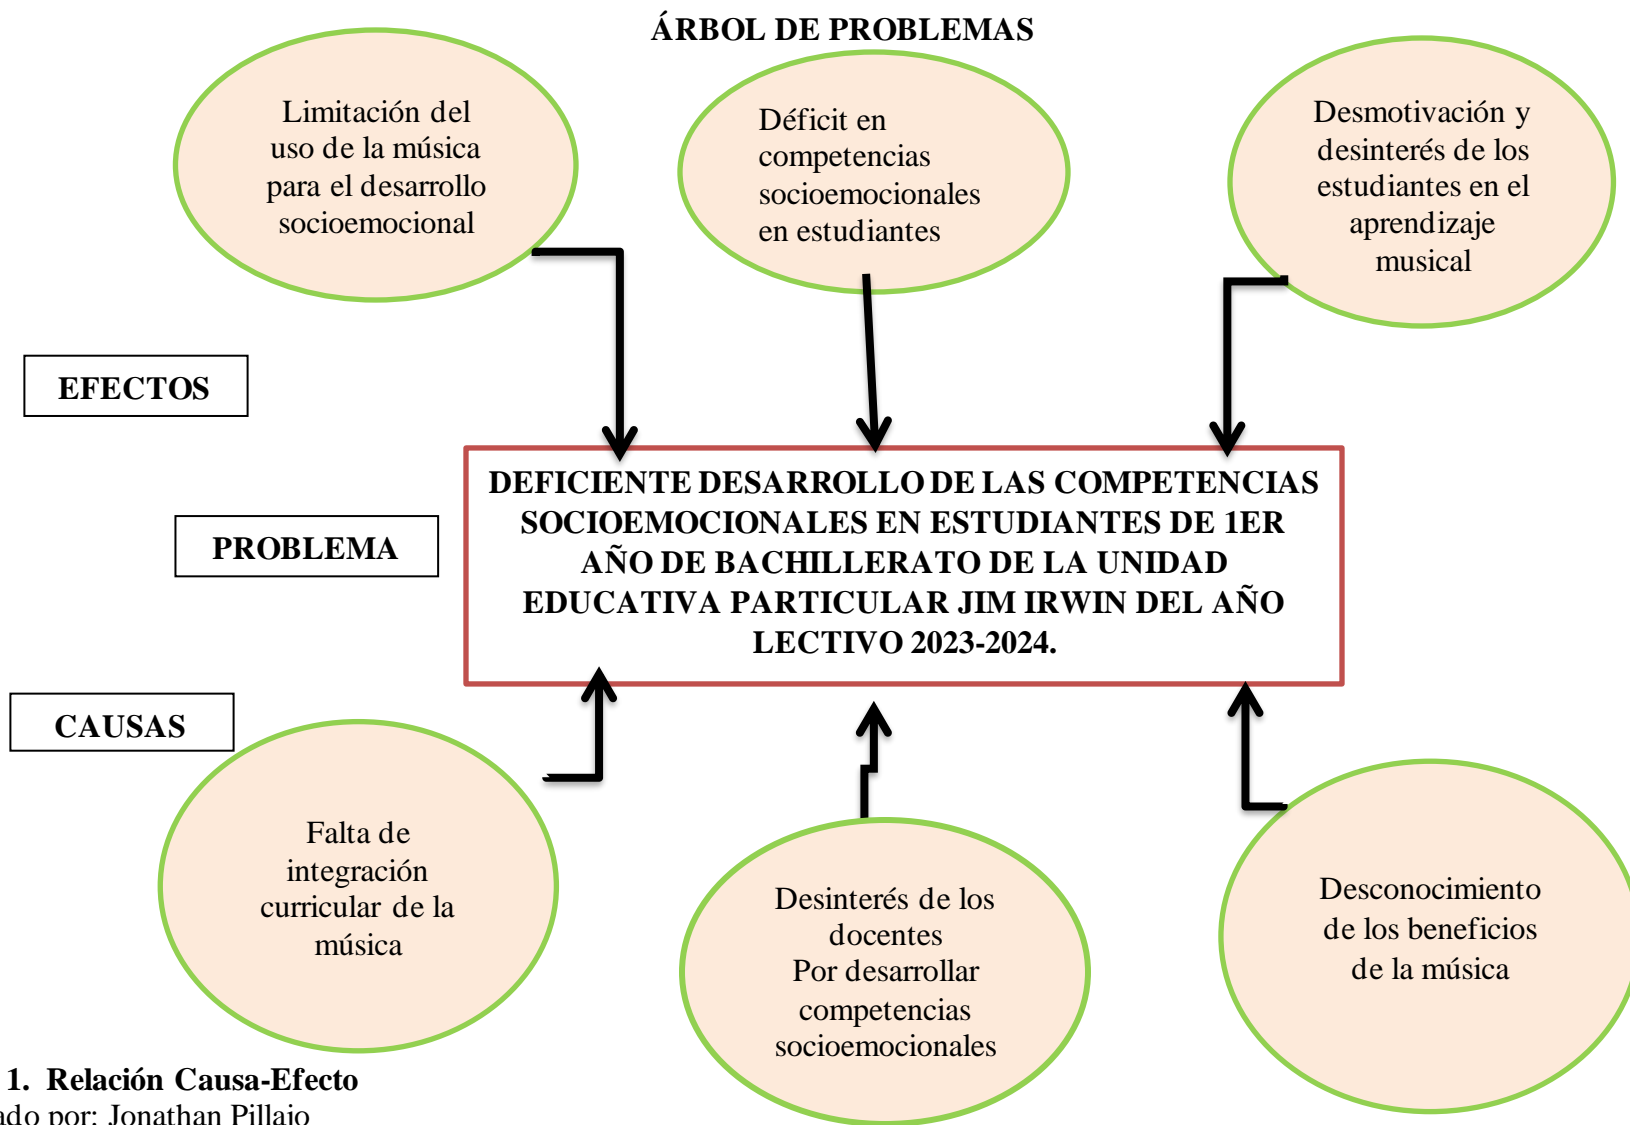 ÁRBOL DE PROBLEMAS
Limitación del
uso de la música
para el desarrollo
socioemocional
Déficit en
competencias
socioemocionales
en estudiantes
Desmotivación y
desinterés de los
estudiantes en el
aprendizaje
musical
EFECTOS
PROBLEMA
DEFICIENTE DESARROLLO DE LAS COMPETENCIAS
SOCIOEMOCIONALES EN ESTUDIANTES DE 1ER
AÑO DE BACHILLERATO DE LA UNIDAD
EDUCATIVA PARTICULAR JIM IRWIN DEL AÑO
LECTIVO 2023-2024.
CAUSAS
Falta de
integración
curricular de la
música
Desinterés de los
docentes
Por desarrollar
competencias
socioemocionales
Desconocimiento
de los beneficios
de la música
1. Relación Causa-Efecto
ado por: Jonathan Pillajo